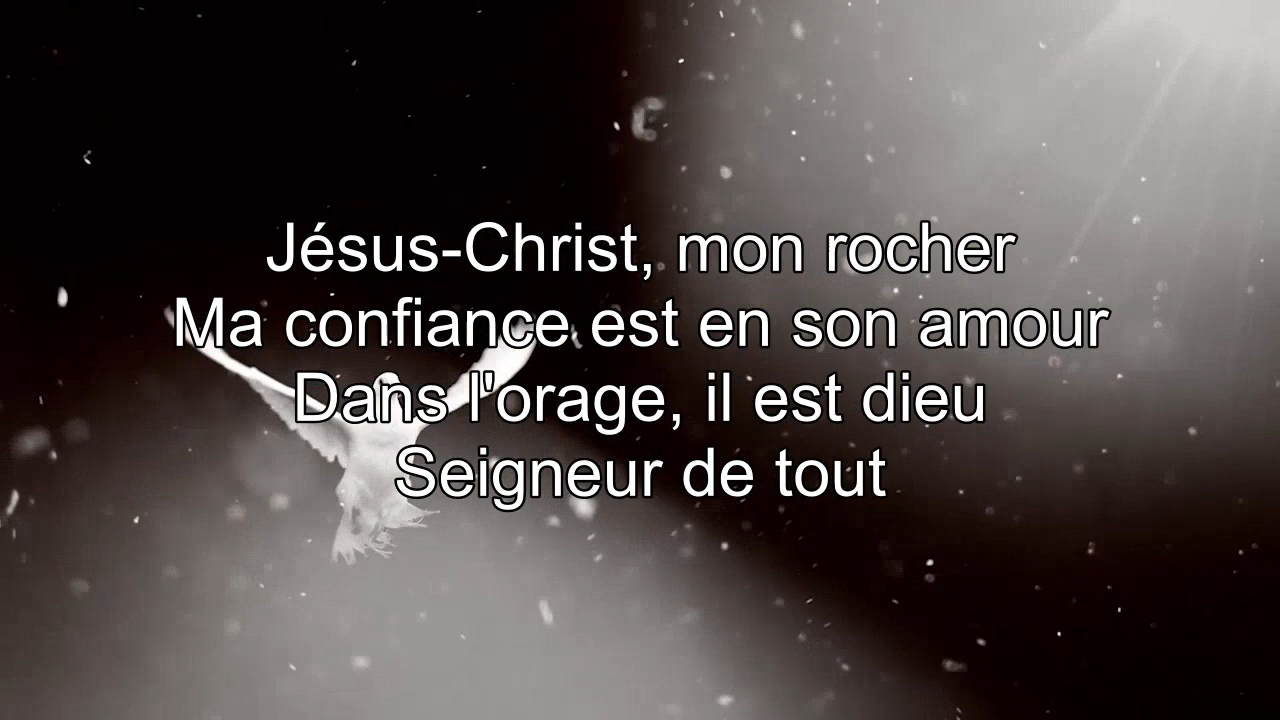 Jésus-Christ, mon rocher
Ma confiance est en son amour
Dans l'orage, il est dieu
Seigneur de tout